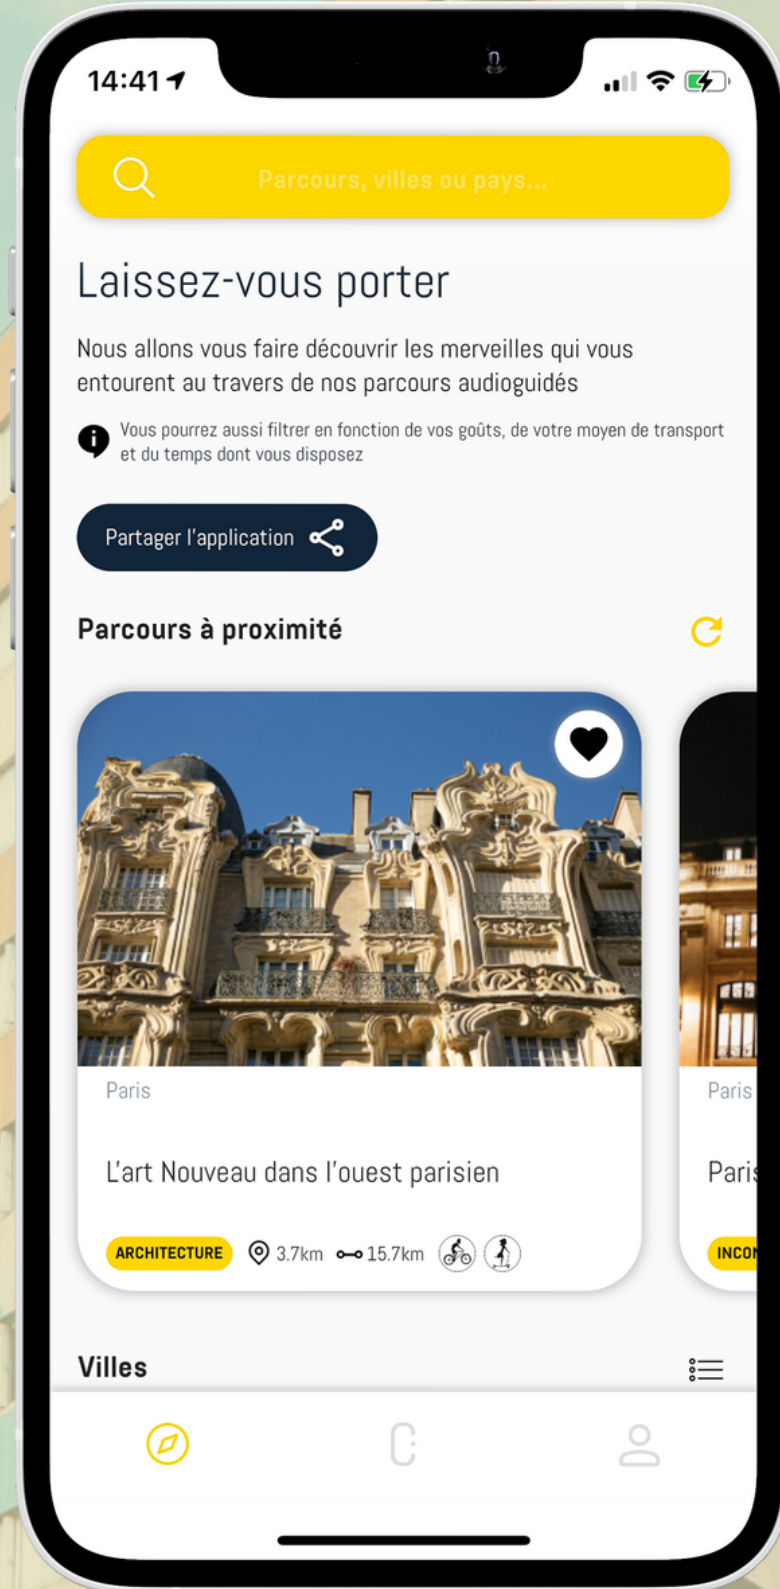 14:41
Parcours, villes ou pays...
Laissez-vous porter
Nous allons vous faire découvrir les merveilles qui vous
entourent au travers de nos parcours audioguidés
Vous pourrez aussi filtrer en fonction de vos goûts, de votre moyen de transport
et du temps dont vous disposez
Partager l'application
Parcours à proximité
Paris
L'art Nouveau dans l'ouest parisien
ARCHITECTURE 3.7km 15.7km
Paris
Villes